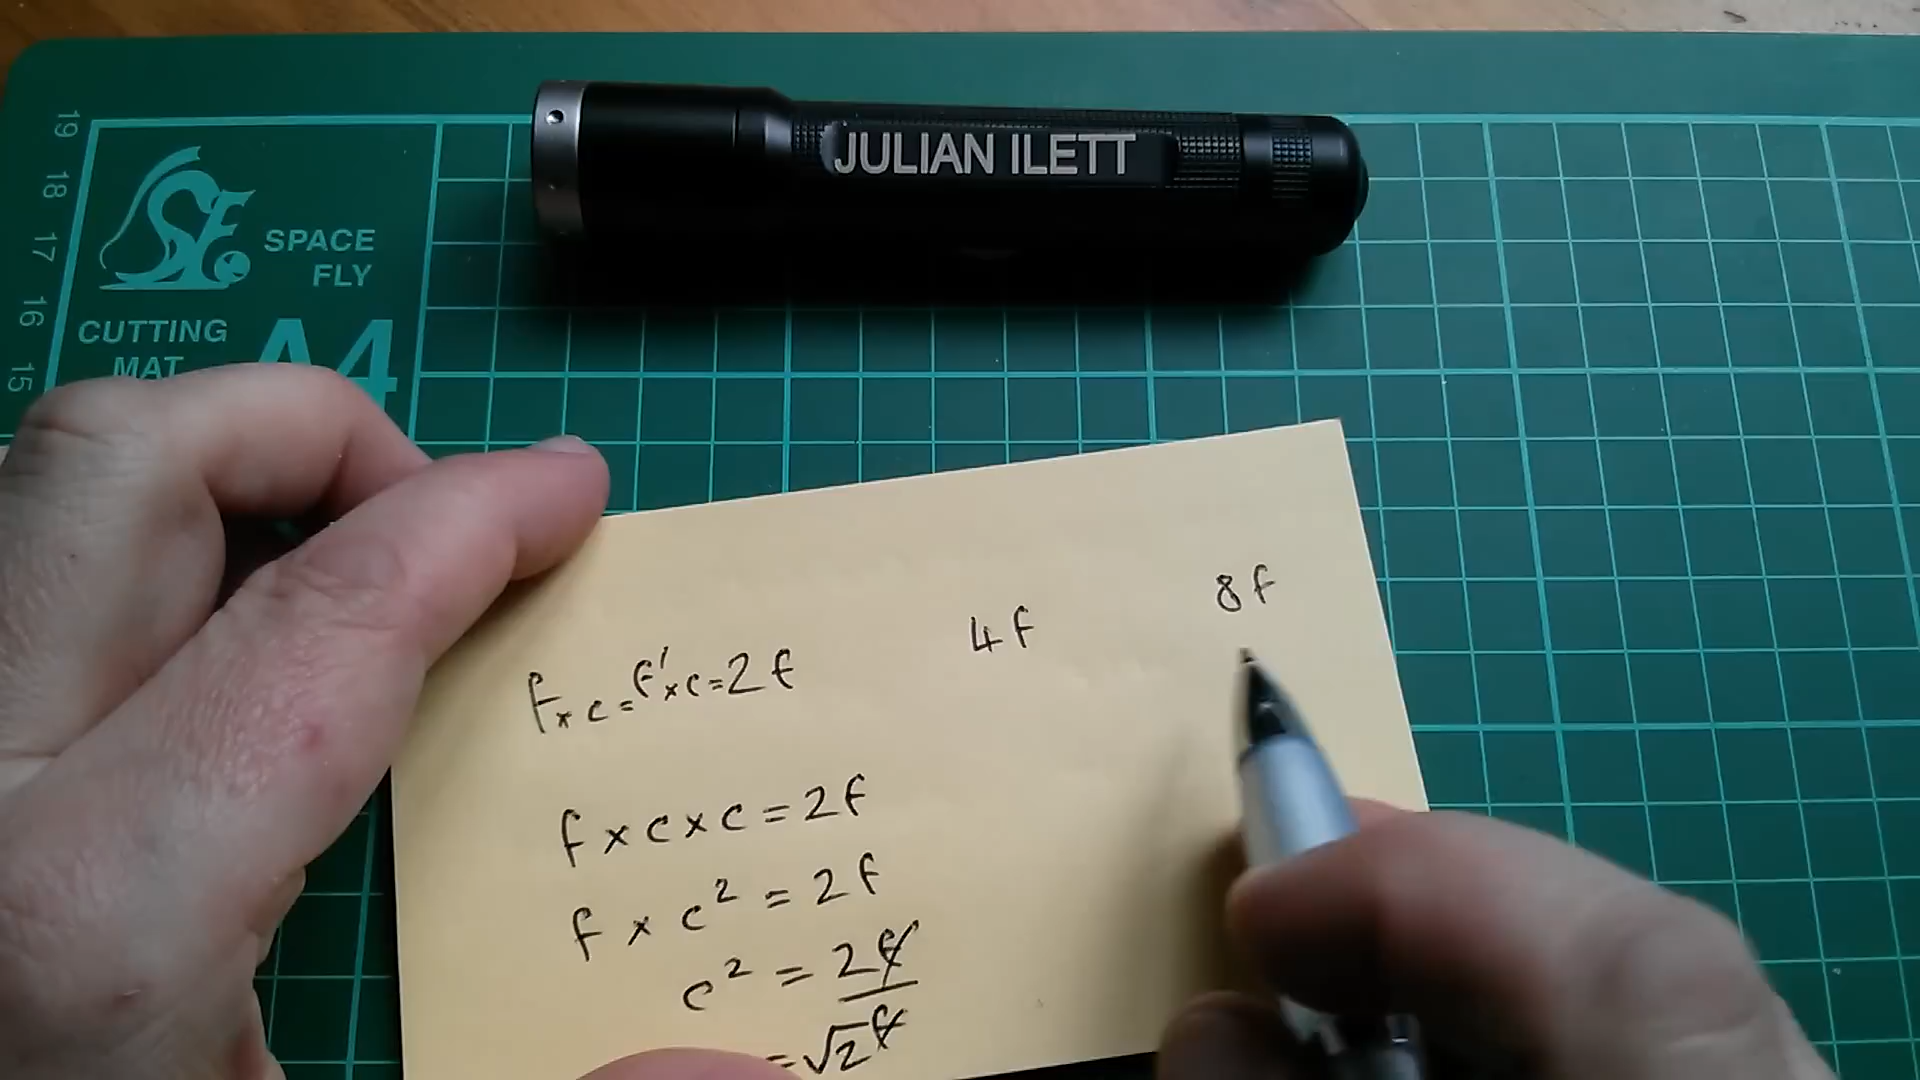 19
18
17
16
15
SPACE
FLY
CUTTING
MAT
A4
JULIAN ILETT
f × c = f' × c = 2f 4f 8f
f × c × c = 2f
f × c² = 2f
c² = 2f
f
= √2